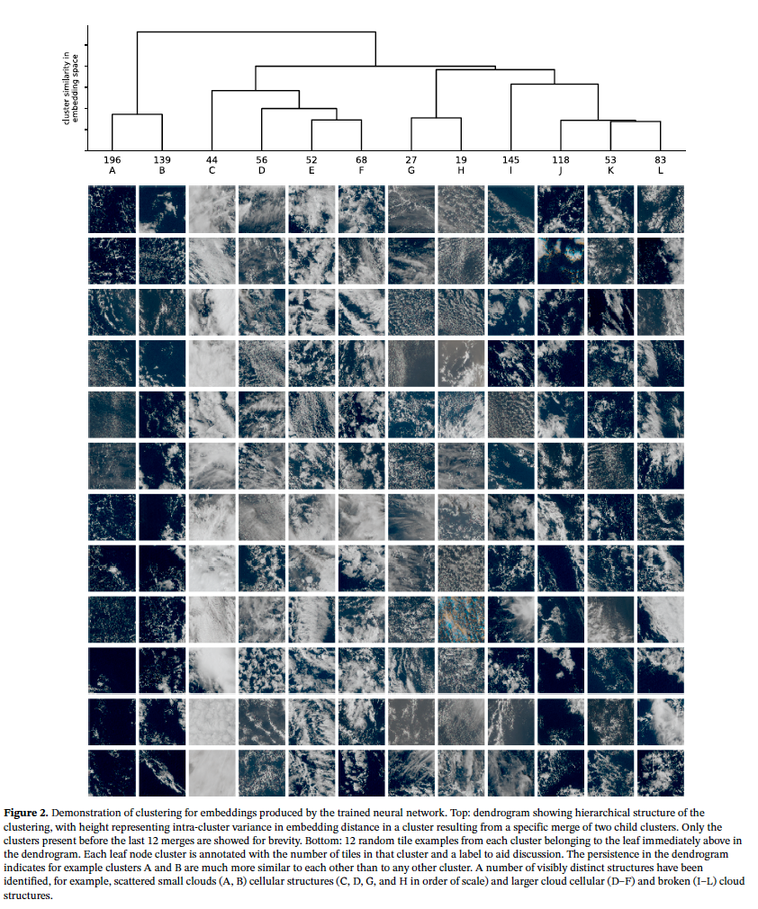 cluster similarity in
embedding space
196 139 44 56 52 68 27 19 145 118 53 83
A B C D E F G H I J K L
Figure 2. Demonstration of clustering for embeddings produced by the trained neural network. Top: dendrogram showing hierarchical structure of the
clustering, with height representing intra-cluster variance in embedding distance in a cluster resulting from a specific merge of two child clusters. Only the
clusters present before the last 12 merges are showed for brevity. Bottom: 12 random tile examples from each cluster belonging to the leaf immediately above in
the dendrogram. Each leaf node cluster is annotated with the number of tiles in that cluster and a label to aid discussion. The persistence in the dendrogram
indicates for example clusters A and B are much more similar to each other than to any other cluster. A number of visibly distinct structures have been
identified, for example, scattered small clouds (A, B) cellular structures (C, D, G, and H in order of scale) and larger cloud cellular (D–F) and broken (I–L) cloud
structures.